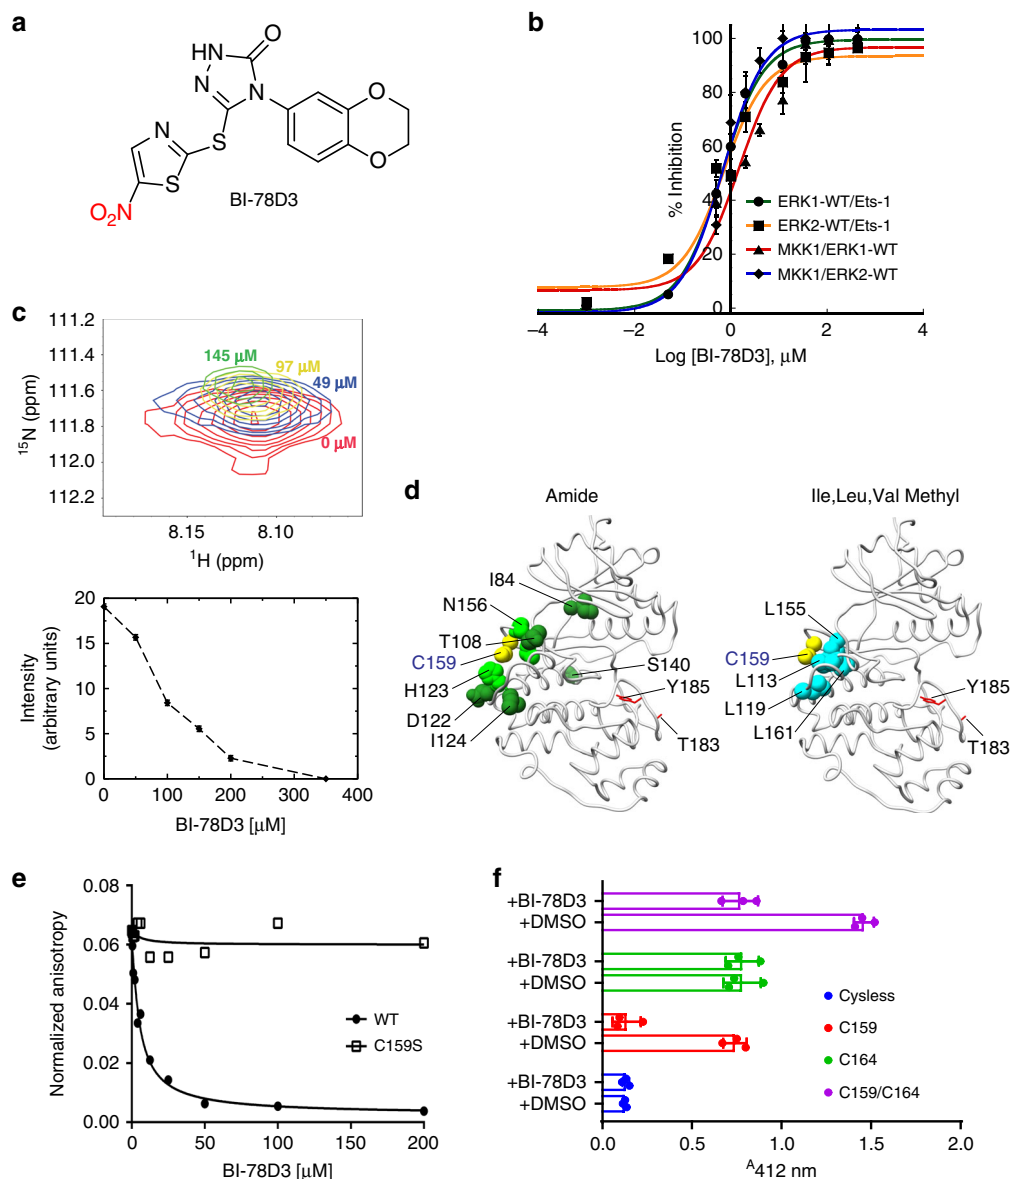 a
HN
O
N
N
S
N
S
O₂N
O
O
BI-78D3
b
% Inhibition
100
80
60
40
20
0
−4
−2
0
2
4
Log [BI-78D3], µM
ERK1-WT/Ets-1
ERK2-WT/Ets-1
MKK1/ERK1-WT
MKK1/ERK2-WT
c
¹⁵N (ppm)
111.2
111.4
111.6
111.8
112.0
112.2
145 µM
97 µM
49 µM
0 µM
8.15
8.10
¹H (ppm)
Intensity
(arbitrary units)
20
15
10
5
0
0
100
200
300
400
BI-78D3 [µM]
d
Amide
I84
N156
T108
C159
H123
D122
I124
S140
Y185
T183
Ile,Leu,Val Methyl
L155
C159
L113
L119
L161
Y185
T183
e
Normalized anisotropy
0.08
0.06
0.04
0.02
0.00
WT
C159S
0
50
100
150
200
BI-78D3 [µM]
f
+BI-78D3
+DMSO
+BI-78D3
+DMSO
+BI-78D3
+DMSO
+BI-78D3
+DMSO
Cysless
C159
C164
C159/C164
0.0
0.5
1.0
1.5
2.0
ᴬ412 nm